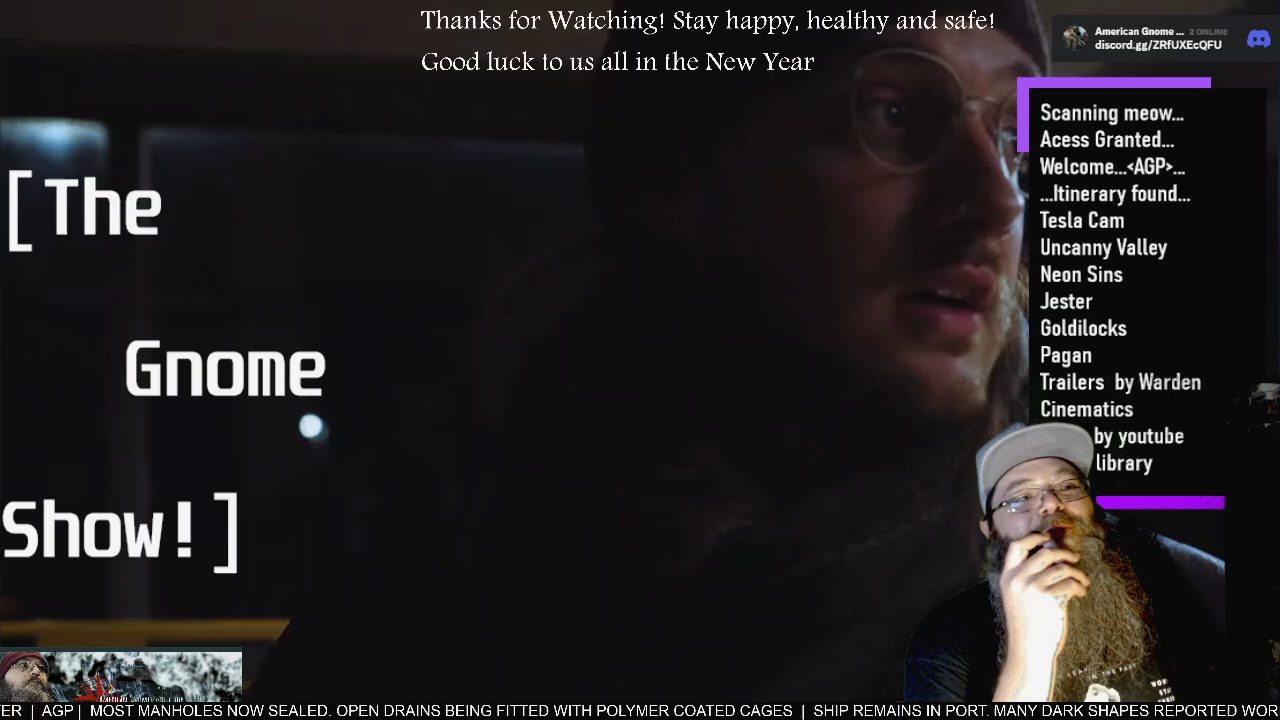 Thanks for Watching! Stay happy, healthy and safe!
Good luck to us all in the New Year
American Gnome ... 2 ONLINE
discord.gg/ZRfUXEcQFU
Scanning meow...
Acess Granted...
Welcome...<AGP>...
...Itinerary found...
Tesla Cam
Uncanny Valley
Neon Sins
Jester
Goldilocks
Pagan
Trailers by Warden
Cinematics
by youtube
library
[The
Gnome
Show!]
TER | AGP | MOST MANHOLES NOW SEALED. OPEN DRAINS BEING FITTED WITH POLYMER COATED CAGES | SHIP REMAINS IN PORT. MANY DARK SHAPES REPORTED WOR